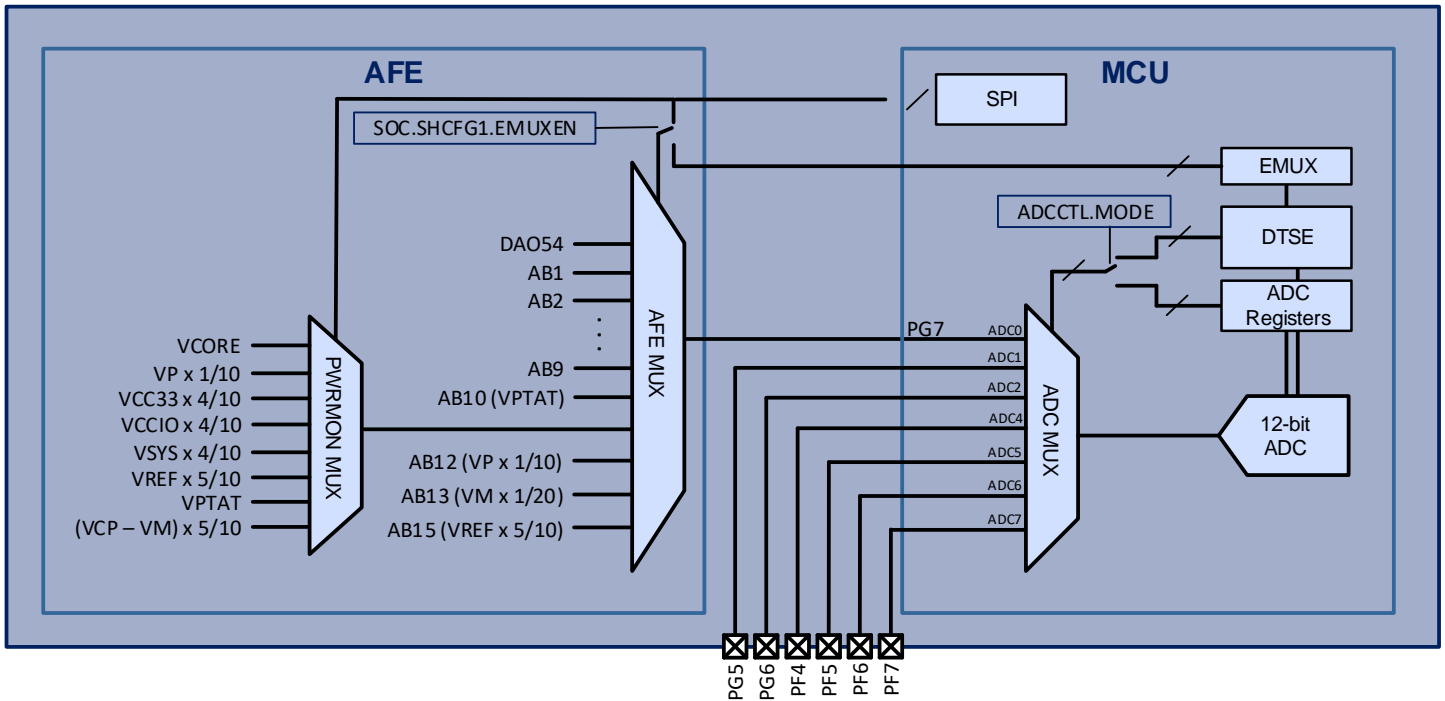 AFE
MCU
SPI
SOC.SHCFG1.EMUXEN
EMUX
ADCCTL.MODE
DTSE
ADC
Registers
DAO54
AB1
AB2
AB9
AB10 (VPTAT)
AB12 (VP x 1/10)
AB13 (VM x 1/20)
AB15 (VREF x 5/10)
AFE MUX
VCORE
VP x 1/10
VCC33 x 4/10
VCCIO x 4/10
VSYS x 4/10
VREF x 5/10
VPTAT
(VCP – VM) x 5/10
PWRMON MUX
PG7
ADC0
ADC1
ADC2
ADC4
ADC5
ADC6
ADC7
ADC MUX
12-bit
ADC
PG5
PG6
PF4
PF5
PF6
PF7